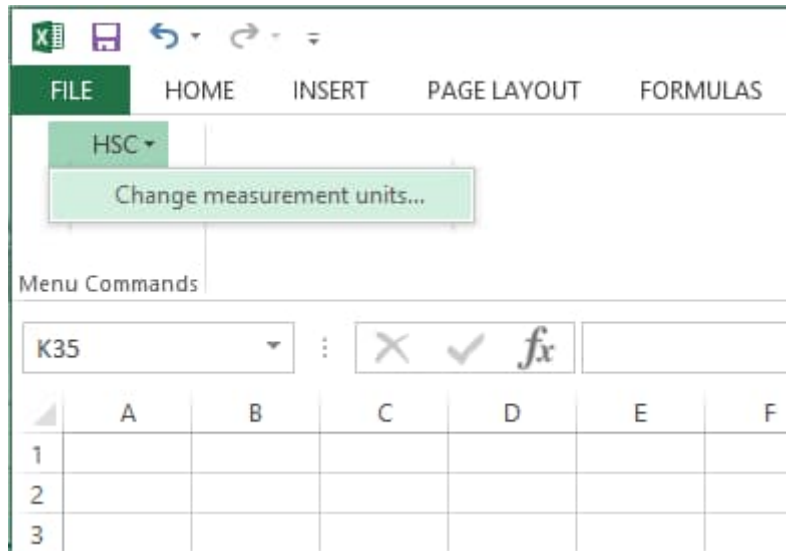 FILE HOME INSERT PAGE LAYOUT FORMULAS
HSC
Change measurement units...
Menu Commands
K35 fx
A B C D E F
1
2
3